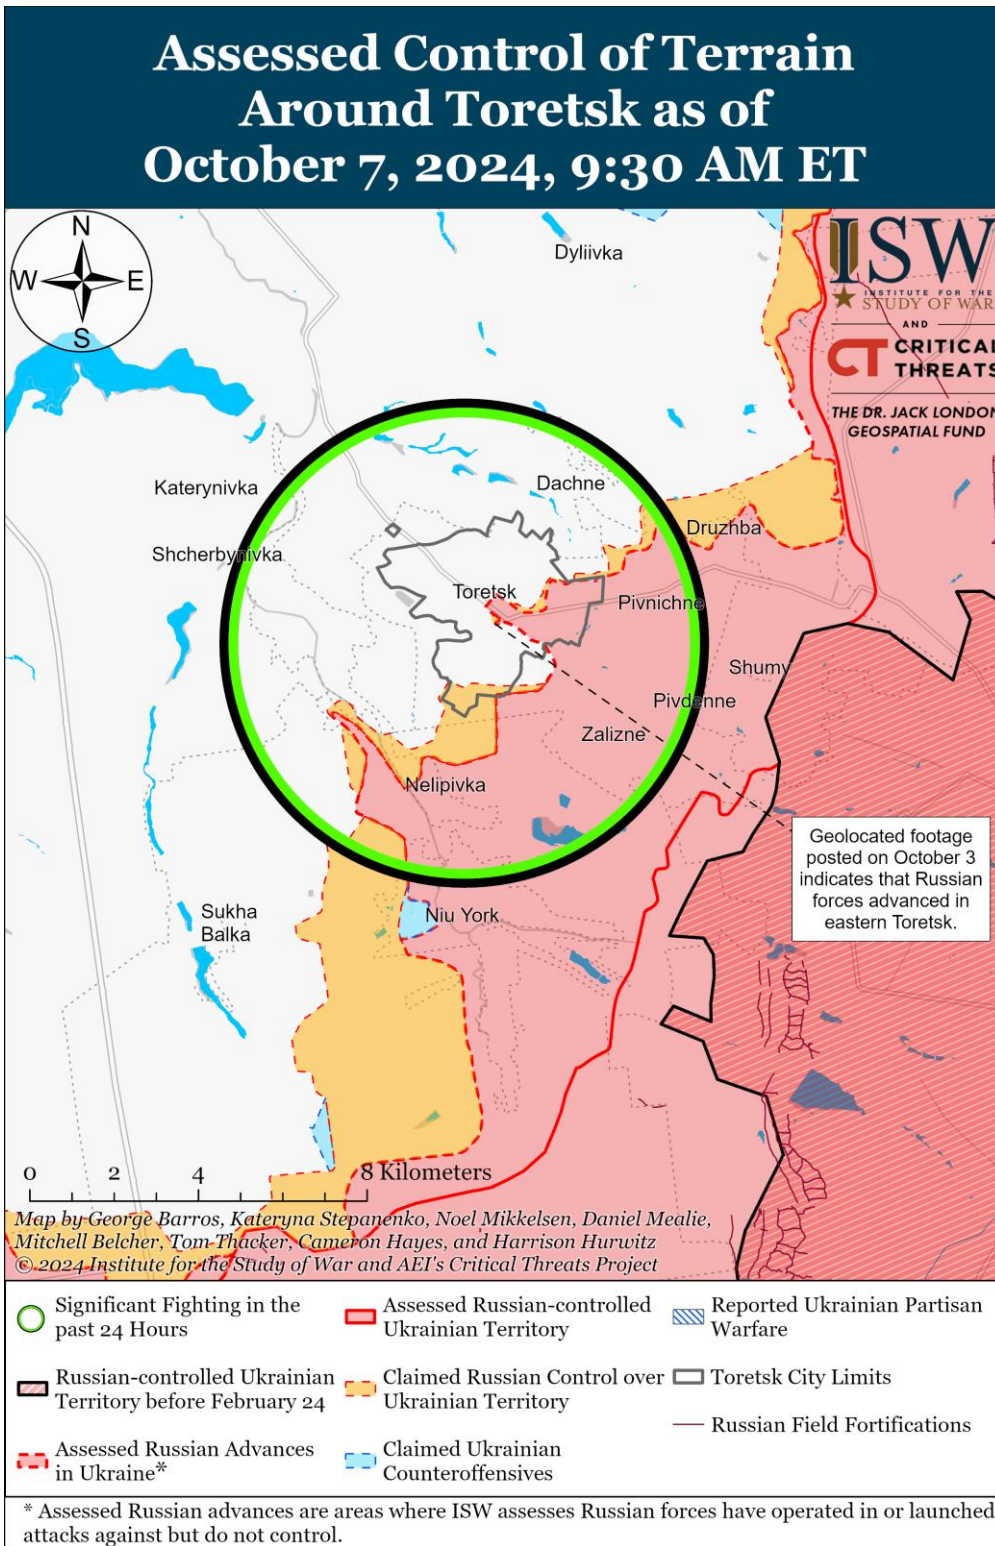 Assessed Control of Terrain
Around Toretsk as of
October 7, 2024, 9:30 AM ET
N
W
E
S
Dyliivka
ISW
INSTITUTE FOR THE
STUDY OF WAR
AND
CT CRITICAL
THREATS
THE DR. JACK LONDON
GEOSPATIAL FUND
Katerynivka
Dachne
Druzhba
Shcherbynivka
Toretsk
Pivnichne
Shumy
Pivdenne
Zalizne
Nelipivka
Geolocated footage
posted on October 3
indicates that Russian
forces advanced in
eastern Toretsk.
Sukha
Balka
Niu York
0 2 4 8 Kilometers
Map by George Barros, Kateryna Stepanenko, Noel Mikkelsen, Daniel Mealie,
Mitchell Belcher, Tom Thacker, Cameron Hayes, and Harrison Hurwitz
© 2024 Institute for the Study of War and AEI's Critical Threats Project
Significant Fighting in the
past 24 Hours
Russian-controlled Ukrainian
Territory before February 24
Assessed Russian Advances
in Ukraine*
Assessed Russian-controlled
Ukrainian Territory
Claimed Russian Control over
Ukrainian Territory
Claimed Ukrainian
Counteroffensives
Reported Ukrainian Partisan
Warfare
Toretsk City Limits
Russian Field Fortifications
* Assessed Russian advances are areas where ISW assesses Russian forces have operated in or launched
attacks against but do not control.